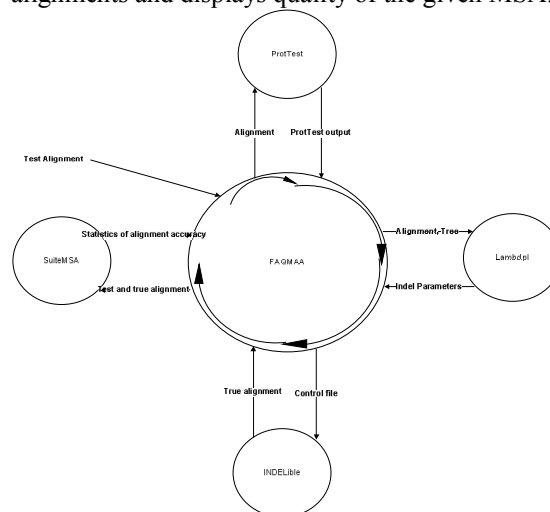 alignments and displays quality of the given MSA.
ProtTest
Alignment
ProtTest output
Test Alignment
Statistics of alignment accuracy
Alignment, Tree
SuiteMSA
FAQMAA
Lambd.pl
Test and true alignment
Indel Parameters
True alignment
Control file
INDELible